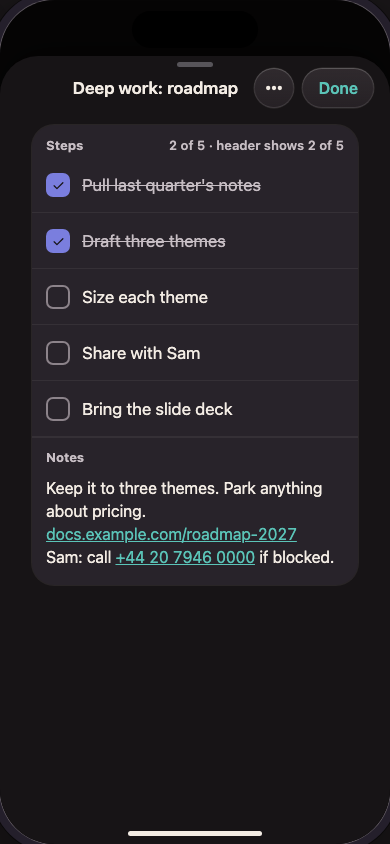 Deep work: roadmap
••• Done
Steps
2 of 5 · header shows 2 of 5
Pull last quarter's notes
Draft three themes
Size each theme
Share with Sam
Bring the slide deck
Notes
Keep it to three themes. Park anything
about pricing.
docs.example.com/roadmap-2027
Sam: call +44 20 7946 0000 if blocked.